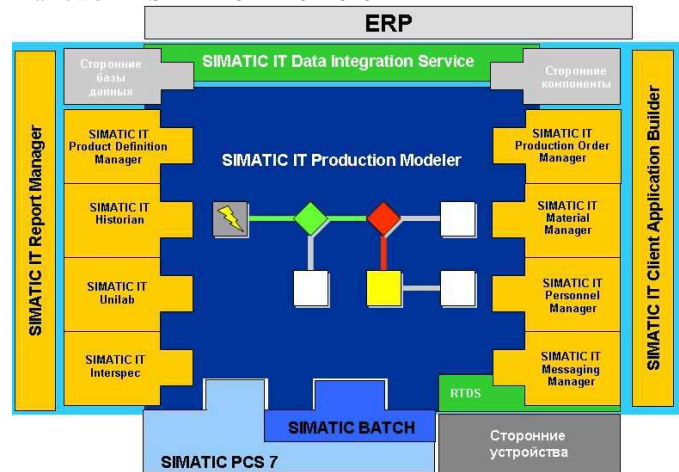 ERP
SIMATIC IT Data Integration Service
Сторонние
базы
данных
Сторонние
компоненты
SIMATIC IT Report Manager
SIMATIC IT
Product Definition
Manager
SIMATIC IT
Historian
SIMATIC IT
Unilab
SIMATIC IT
Interspec
SIMATIC IT Production Modeler
SIMATIC IT
Production Order
Manager
SIMATIC IT
Material
Manager
SIMATIC IT
Personnel
Manager
SIMATIC IT
Messaging
Manager
SIMATIC IT Client Application Builder
RTDS
SIMATIC BATCH
SIMATIC PCS 7
Сторонние
устройства